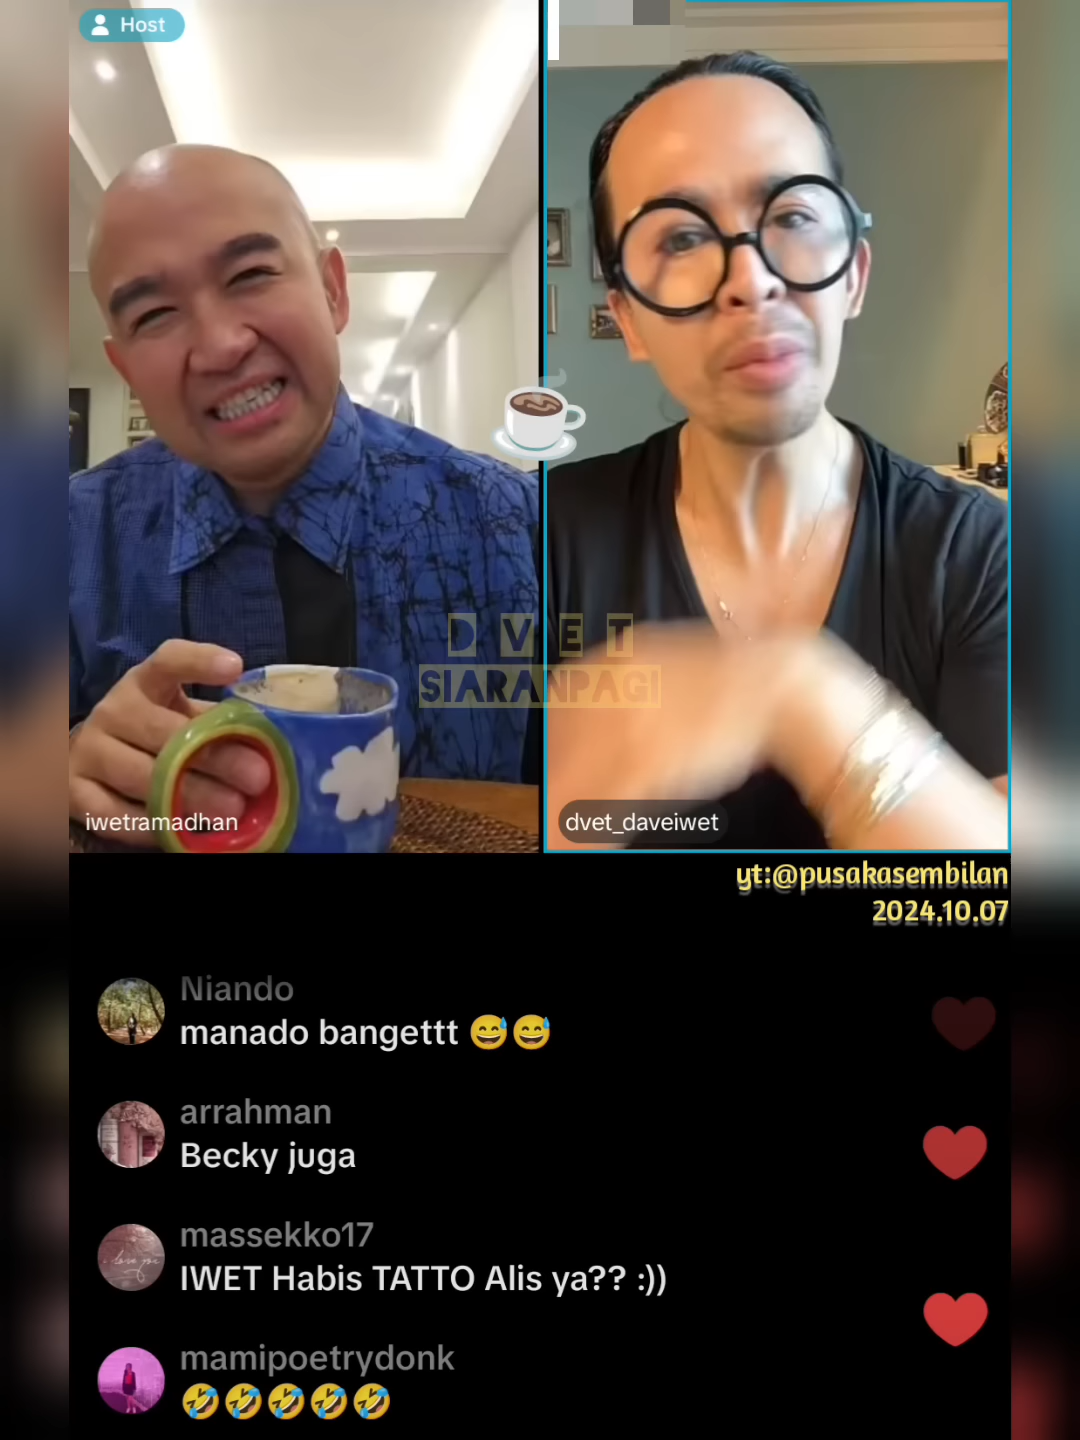 Host
iwetramadhan
dvet_daveiwet
DVET
SIARANPAGI
yt:@pusakasembilan
2024.10.07
Niando
manado bangettt 😅😅
arrahman
Becky juga
massekko17
IWET Habis TATTO Alis ya?? :))
mamipoetrydonk
🤣🤣🤣🤣🤣